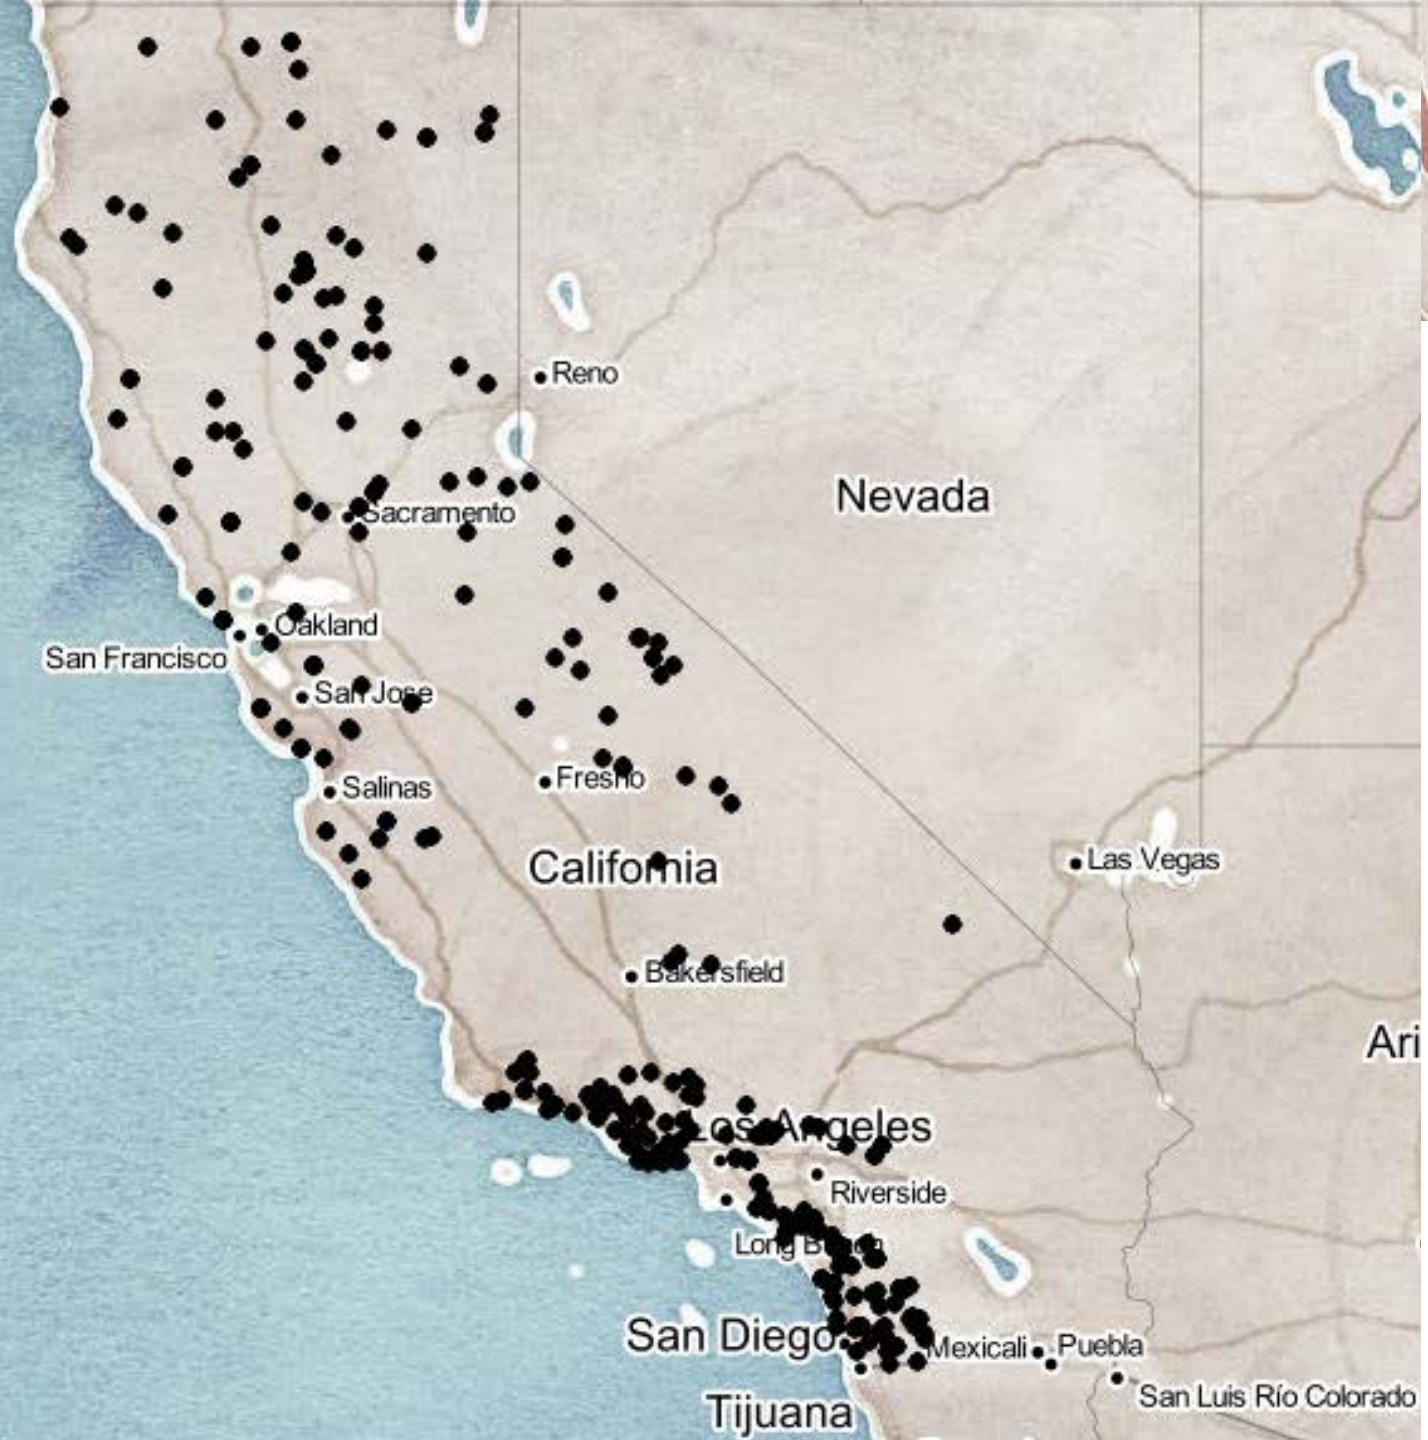 Reno
Nevada
Sacramento
Oakland
San Francisco
San Jose
Salinas
Fresno
California
Las Vegas
Bakersfield
Ari
Los Angeles
Riverside
Long Beach
San Diego
Mexicali
Puebla
San Luis Río Colorado
Tijuana